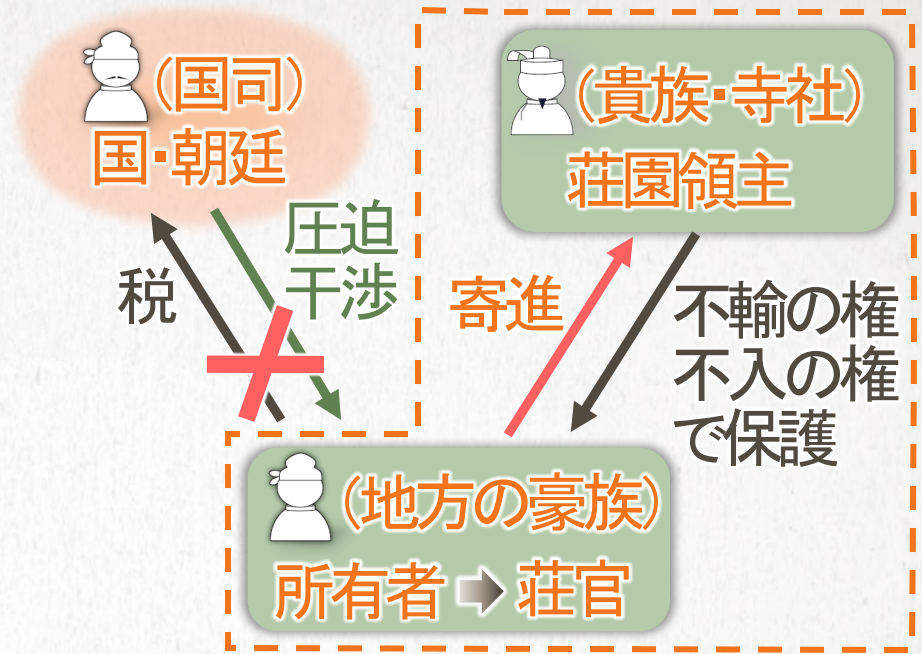 (国司)
国・朝廷
(貴族・寺社)
荘園領主
税
圧迫
干渉
寄進
不輸の権
不入の権
で保護
(地方の豪族)
所有者 ➡ 荘官